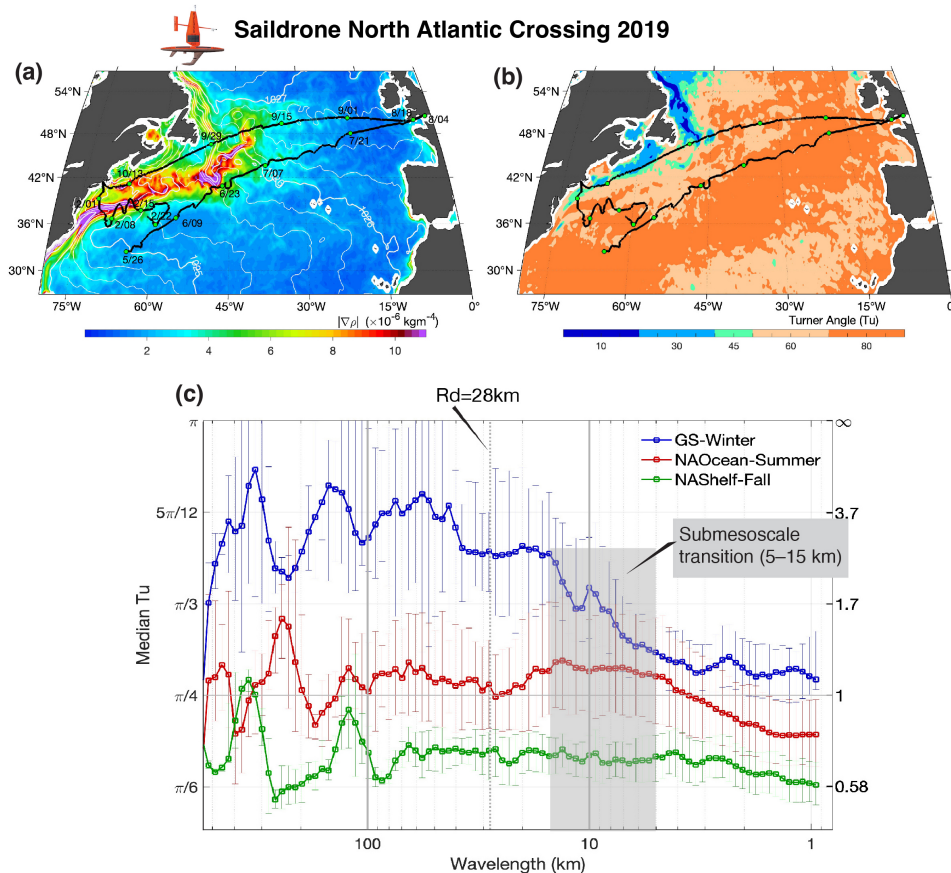 Saildrone North Atlantic Crossing 2019
(a)
(b)
54°N
48°N
42°N
36°N
30°N
75°W
60°W
45°W
30°W
15°W
0°
1027
1026
1025
9/01
9/15
9/29
10/13
8/18
8/04
7/21
7/07
6/23
6/09
5/26
2/01
2/08
2/15
2/22
|∇ρ| (×10⁻⁶ kgm⁻⁴)
2
4
6
8
10
54°N
48°N
42°N
36°N
30°N
75°W
60°W
45°W
30°W
15°W
0°
Turner Angle (Tu)
10
30
45
60
80
(c)
Rd=28km
π
5π/12
π/3
π/4
π/6
Median Tu
∞
3.7
1.7
1
0.58
GS-Winter
NAOcean-Summer
NAShelf-Fall
Submesoscale
transition (5–15 km)
100
10
1
Wavelength (km)